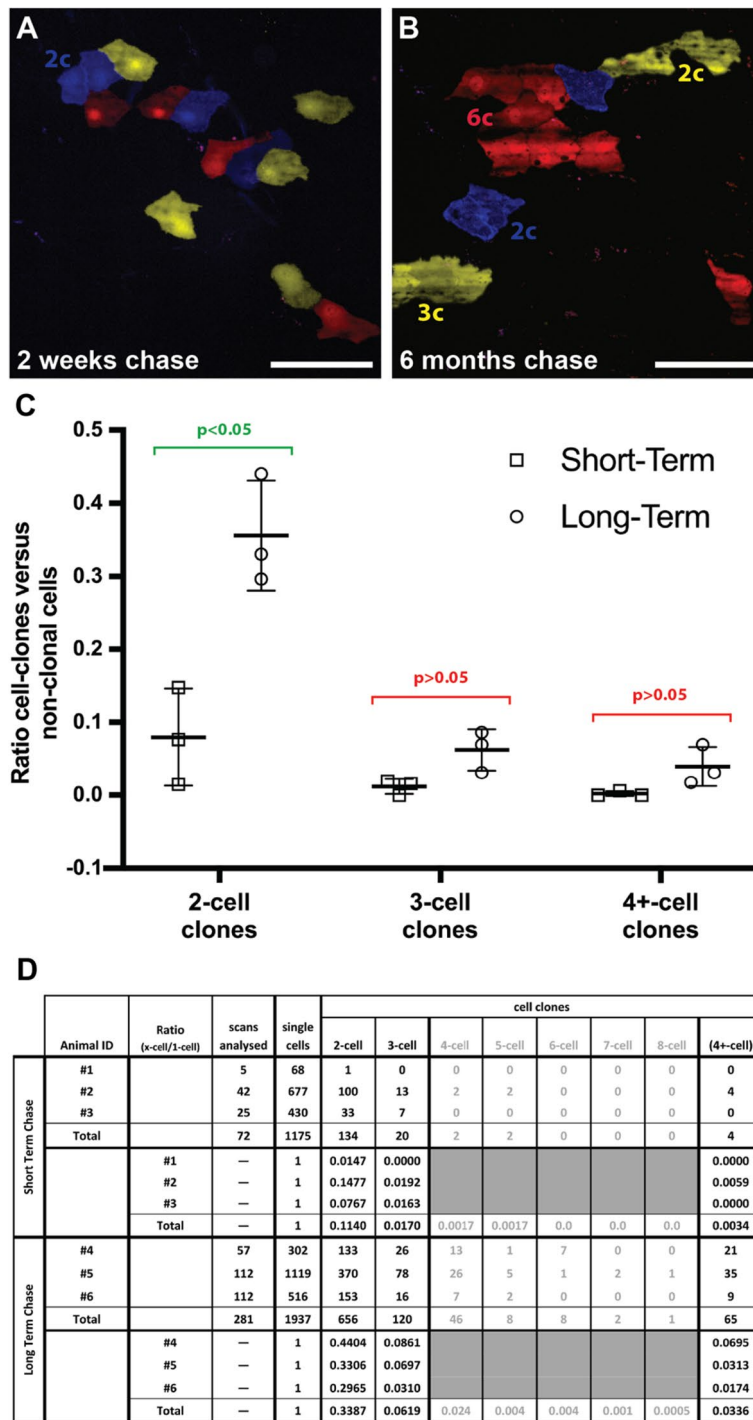 A
2c
2 weeks chase
B
2c
6c
2c
3c
6 months chase
C
Ratio cell-clones versus
non-clonal cells
0.5
0.4
0.3
0.2
0.1
0.0
-0.1
p<0.05
p>0.05
p>0.05
Short-Term
Long-Term
2-cell
clones
3-cell
clones
4+-cell
clones
D
cell clones
Animal ID Ratio (x-cell/1-cell) scans analysed single cells 2-cell 3-cell 4-cell 5-cell 6-cell 7-cell 8-cell (4+-cell)
Short Term Chase
#1 5 68 1 0 0 0 0 0 0 0
#2 42 677 100 13 2 2 0 0 0 4
#3 25 430 33 7 0 0 0 0 0 0
Total 72 1175 134 20 2 2 0 0 0 4
#1 — 1 0.0147 0.0000 0.0000
#2 — 1 0.1477 0.0192 0.0059
#3 — 1 0.0767 0.0163 0.0000
Total — 1 0.1140 0.0170 0.0017 0.0017 0.0 0.0 0.0 0.0034
Long Term Chase
#4 57 302 133 26 13 1 7 0 0 21
#5 112 1119 370 78 26 5 1 2 1 35
#6 112 516 153 16 7 2 0 0 0 9
Total 281 1937 656 120 46 8 8 2 1 65
#4 — 1 0.4404 0.0861 0.0695
#5 — 1 0.3306 0.0697 0.0313
#6 — 1 0.2965 0.0310 0.0174
Total — 1 0.3387 0.0619 0.024 0.004 0.004 0.001 0.0005 0.0336